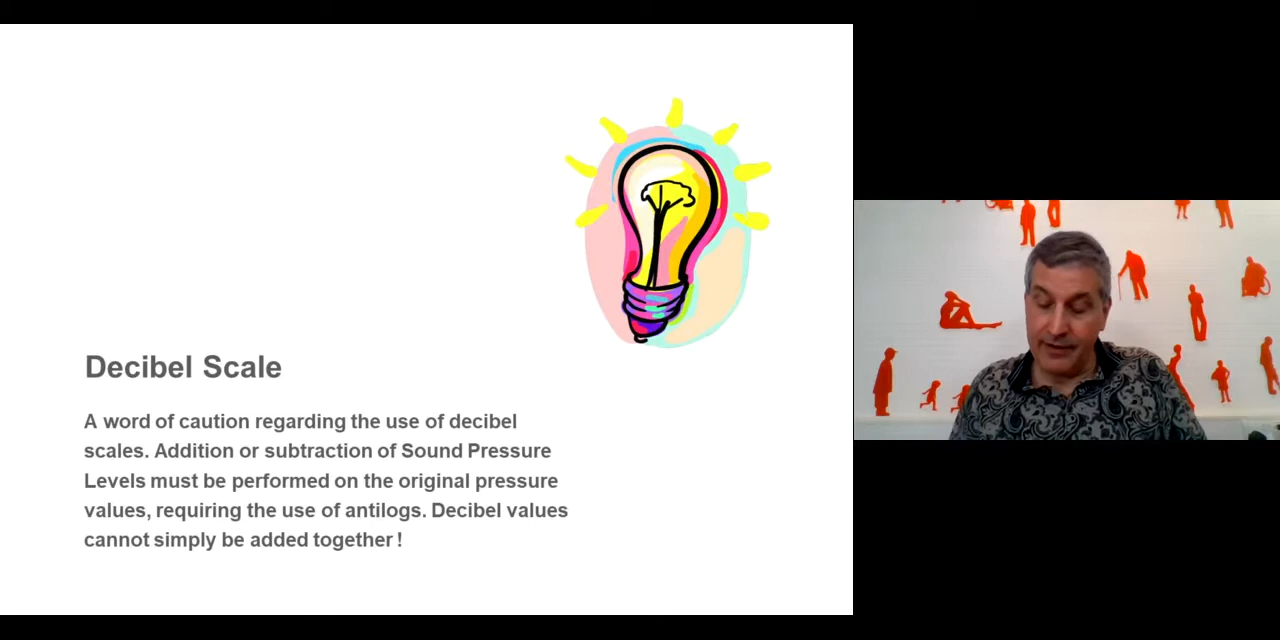 Decibel Scale
A word of caution regarding the use of decibel
scales. Addition or subtraction of Sound Pressure
Levels must be performed on the original pressure
values, requiring the use of antilogs. Decibel values
cannot simply be added together !